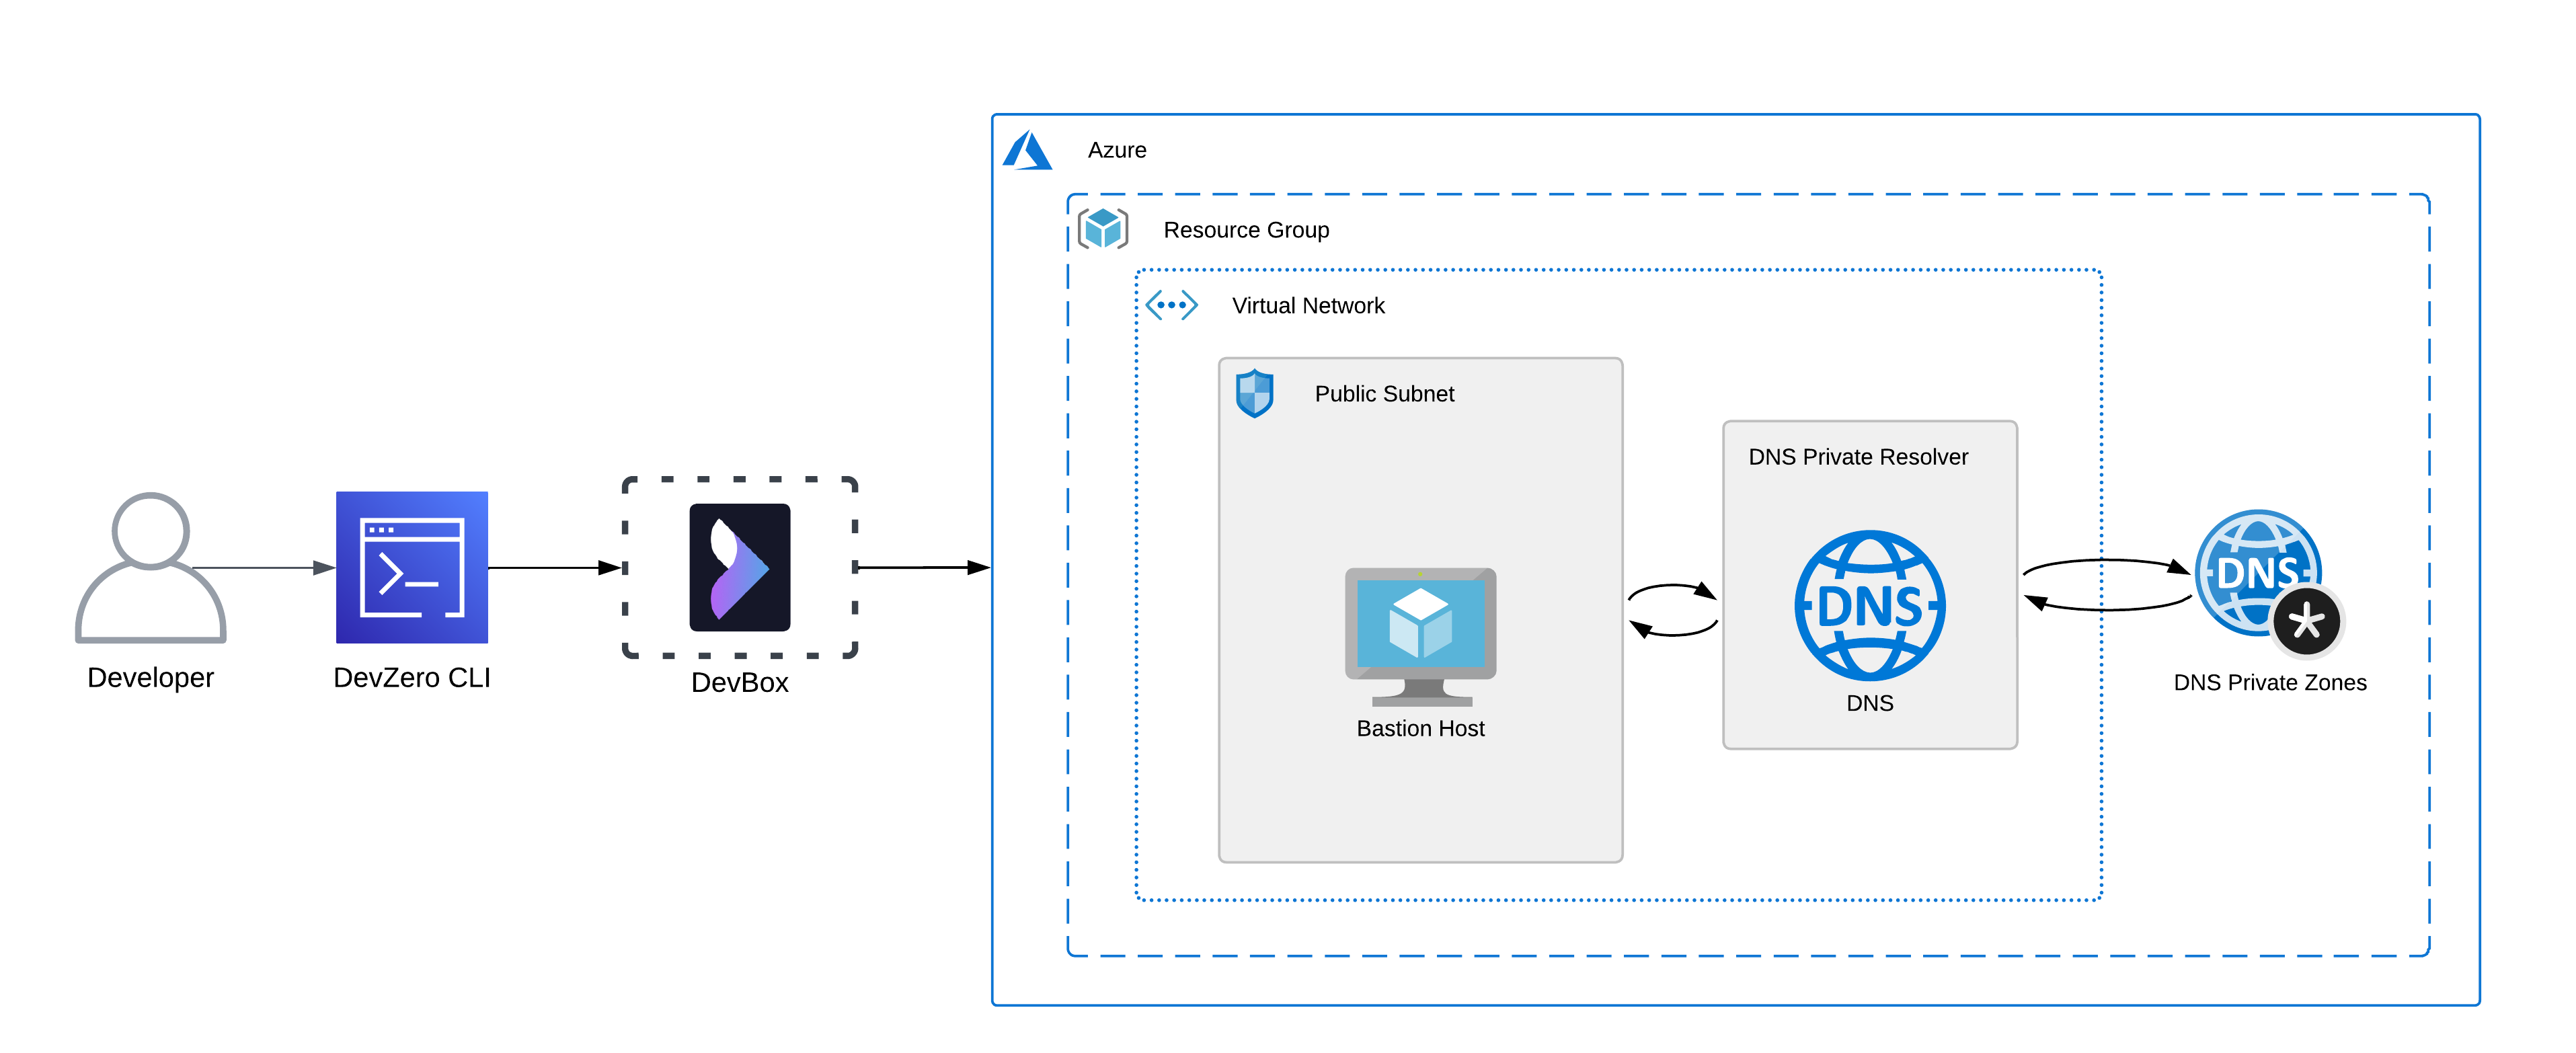 Azure
Resource Group
Virtual Network
Public Subnet
DNS Private Resolver
DNS
DNS
Developer
DevZero CLI
DevBox
Bastion Host
DNS
DNS Private Zones